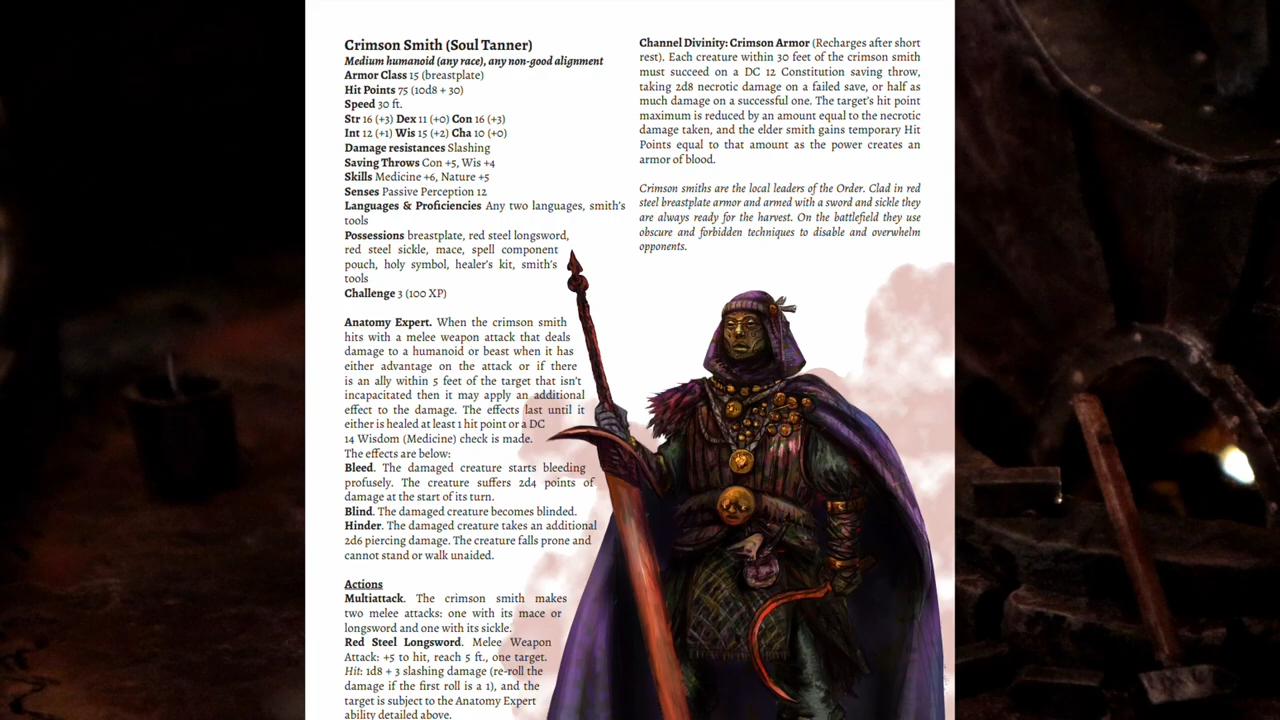 Crimson Smith (Soul Tanner)
Medium humanoid (any race), any non-good alignment
Armor Class 15 (breastplate)
Hit Points 75 (10d8 + 30)
Speed 30 ft.
Str 16 (+3) Dex 11 (+0) Con 16 (+3)
Int 12 (+1) Wis 15 (+2) Cha 10 (+0)
Damage resistances Slashing
Saving Throws Con +5, Wis +4
Skills Medicine +6, Nature +5
Senses Passive Perception 12
Languages & Proficiencies Any two languages, smith's
tools
Possessions breastplate, red steel longsword,
red steel sickle, mace, spell component
pouch, holy symbol, healer's kit, smith's
tools
Challenge 3 (100 XP)
Anatomy Expert. When the crimson smith
hits with a melee weapon attack that deals
damage to a humanoid or beast when it has
either advantage on the attack or if there
is an ally within 5 feet of the target that isn't
incapacitated then it may apply an additional
effect to the damage. The effects last until it
either is healed at least 1 hit point or a DC
14 Wisdom (Medicine) check is made.
The effects are below:
Bleed. The damaged creature starts bleeding
profusely. The creature suffers 2d4 points of
damage at the start of its turn.
Blind. The damaged creature becomes blinded.
Hinder. The damaged creature takes an additional
2d6 piercing damage. The creature falls prone and
cannot stand or walk unaided.
Actions
Multiattack. The crimson smith makes
two melee attacks: one with its mace or
longsword and one with its sickle.
Red Steel Longsword. Melee Weapon
Attack: +5 to hit, reach 5 ft., one target.
Hit: 1d8 + 3 slashing damage (re-roll the
damage if the first roll is a 1), and the
target is subject to the Anatomy Expert
ability detailed above.
Channel Divinity: Crimson Armor (Recharges after short
rest). Each creature within 30 feet of the crimson smith
must succeed on a DC 12 Constitution saving throw,
taking 2d8 necrotic damage on a failed save, or half as
much damage on a successful one. The target's hit point
maximum is reduced by an amount equal to the necrotic
damage taken, and the elder smith gains temporary Hit
Points equal to that amount as the power creates an
armor of blood.
Crimson smiths are the local leaders of the Order. Clad in red
steel breastplate armor and armed with a sword and sickle they
are always ready for the harvest. On the battlefield they use
obscure and forbidden techniques to disable and overwhelm
opponents.